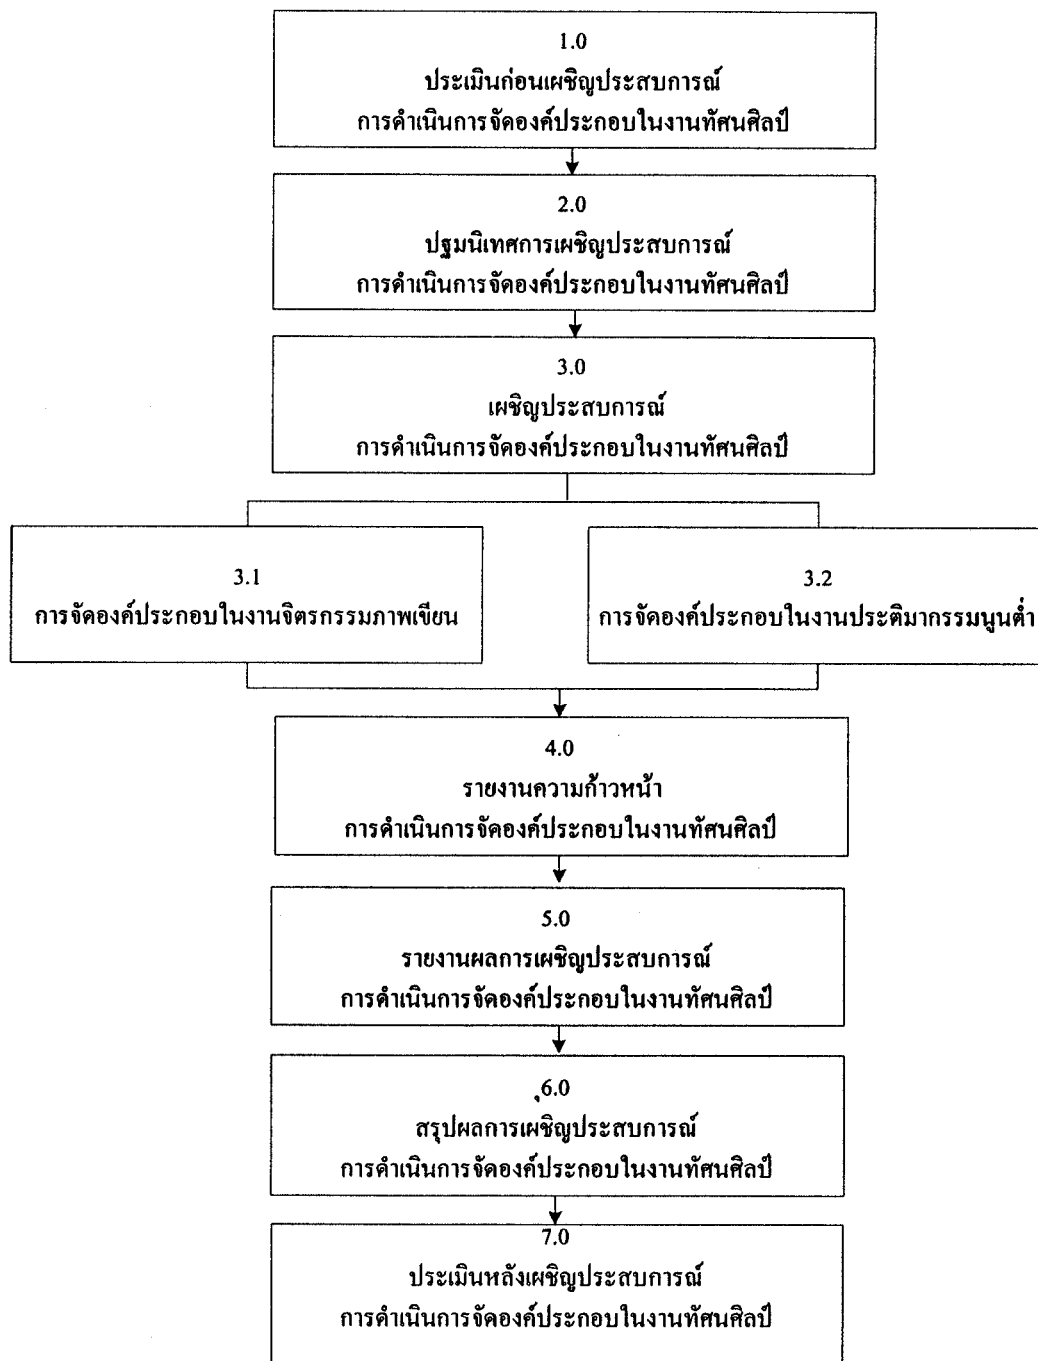 1.0
ประเมินก่อนเผชิญประสบการณ์
การดำเนินการจัดองค์ประกอบในงานทัศนศิลป์
2.0
ปฐมนิเทศการเผชิญประสบการณ์
การดำเนินการจัดองค์ประกอบในงานทัศนศิลป์
3.0
เผชิญประสบการณ์
การดำเนินการจัดองค์ประกอบในงานทัศนศิลป์
3.1
การจัดองค์ประกอบในงานจิตรกรรมภาพเขียน
3.2
การจัดองค์ประกอบในงานประติมากรรมนูนต่ำ
4.0
รายงานความก้าวหน้า
การดำเนินการจัดองค์ประกอบในงานทัศนศิลป์
5.0
รายงานผลการเผชิญประสบการณ์
การดำเนินการจัดองค์ประกอบในงานทัศนศิลป์
6.0
สรุปผลการเผชิญประสบการณ์
การดำเนินการจัดองค์ประกอบในงานทัศนศิลป์
7.0
ประเมินหลังเผชิญประสบการณ์
การดำเนินการจัดองค์ประกอบในงานทัศนศิลป์